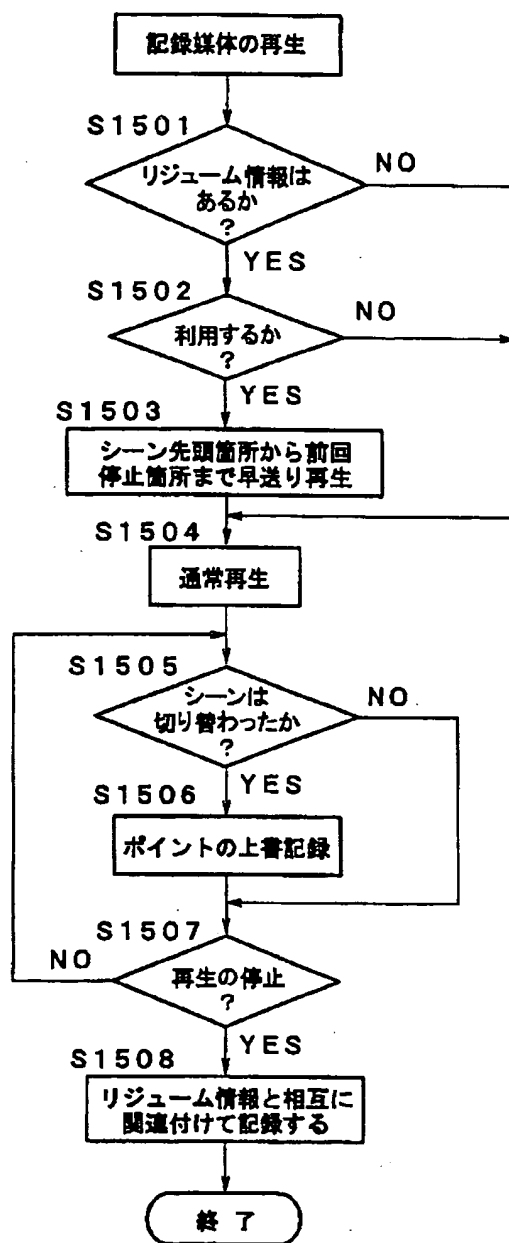 記録媒体の再生
S1501
NO
リジューム情報は
あるか
?
YES
S1502
NO
利用するか
?
YES
S1503
シーン先頭箇所から前回
停止箇所まで早送り再生
S1504
通常再生
S1505
NO
シーンは
切り替わったか
?
YES
S1506
ポイントの上書記録
S1507
NO
再生の停止
?
YES
S1508
リジューム情報と相互に
関連付けて記録する
終了